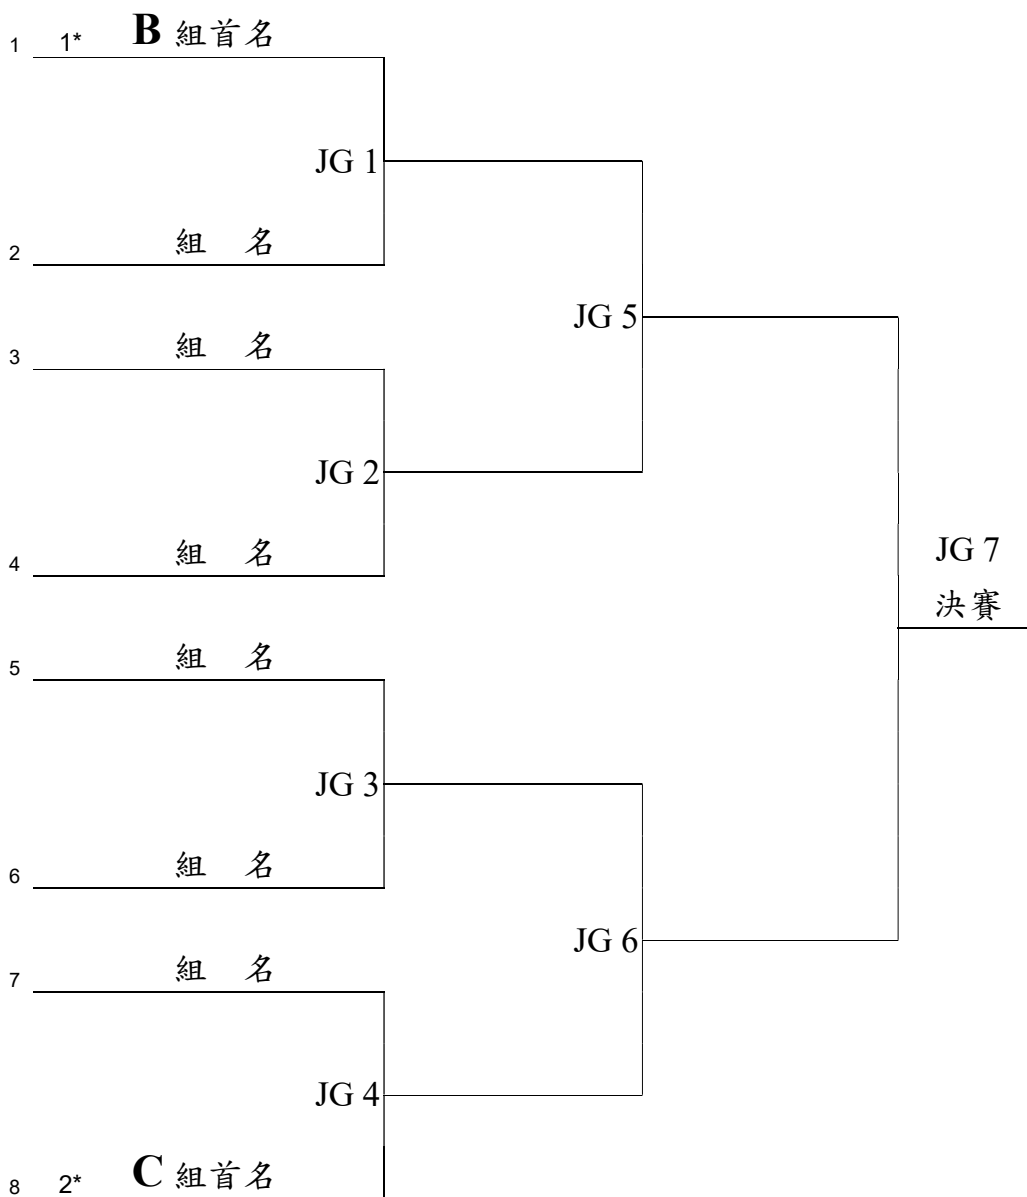 1 1* B 組首名
JG 1
2 組 名
JG 5
3 組 名
JG 2
4 組 名
JG 7
決賽
5 組 名
JG 3
6 組 名
JG 6
7 組 名
JG 4
8 2* C 組首名